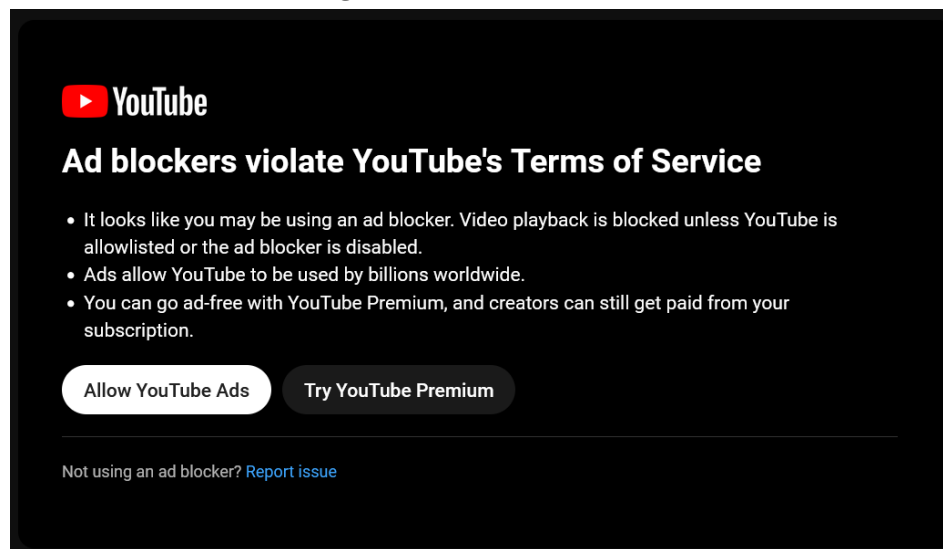 YouTube
Ad blockers violate YouTube's Terms of Service
• It looks like you may be using an ad blocker. Video playback is blocked unless YouTube is
allowlisted or the ad blocker is disabled.
• Ads allow YouTube to be used by billions worldwide.
• You can go ad-free with YouTube Premium, and creators can still get paid from your
subscription.
Allow YouTube Ads Try YouTube Premium
Not using an ad blocker? Report issue